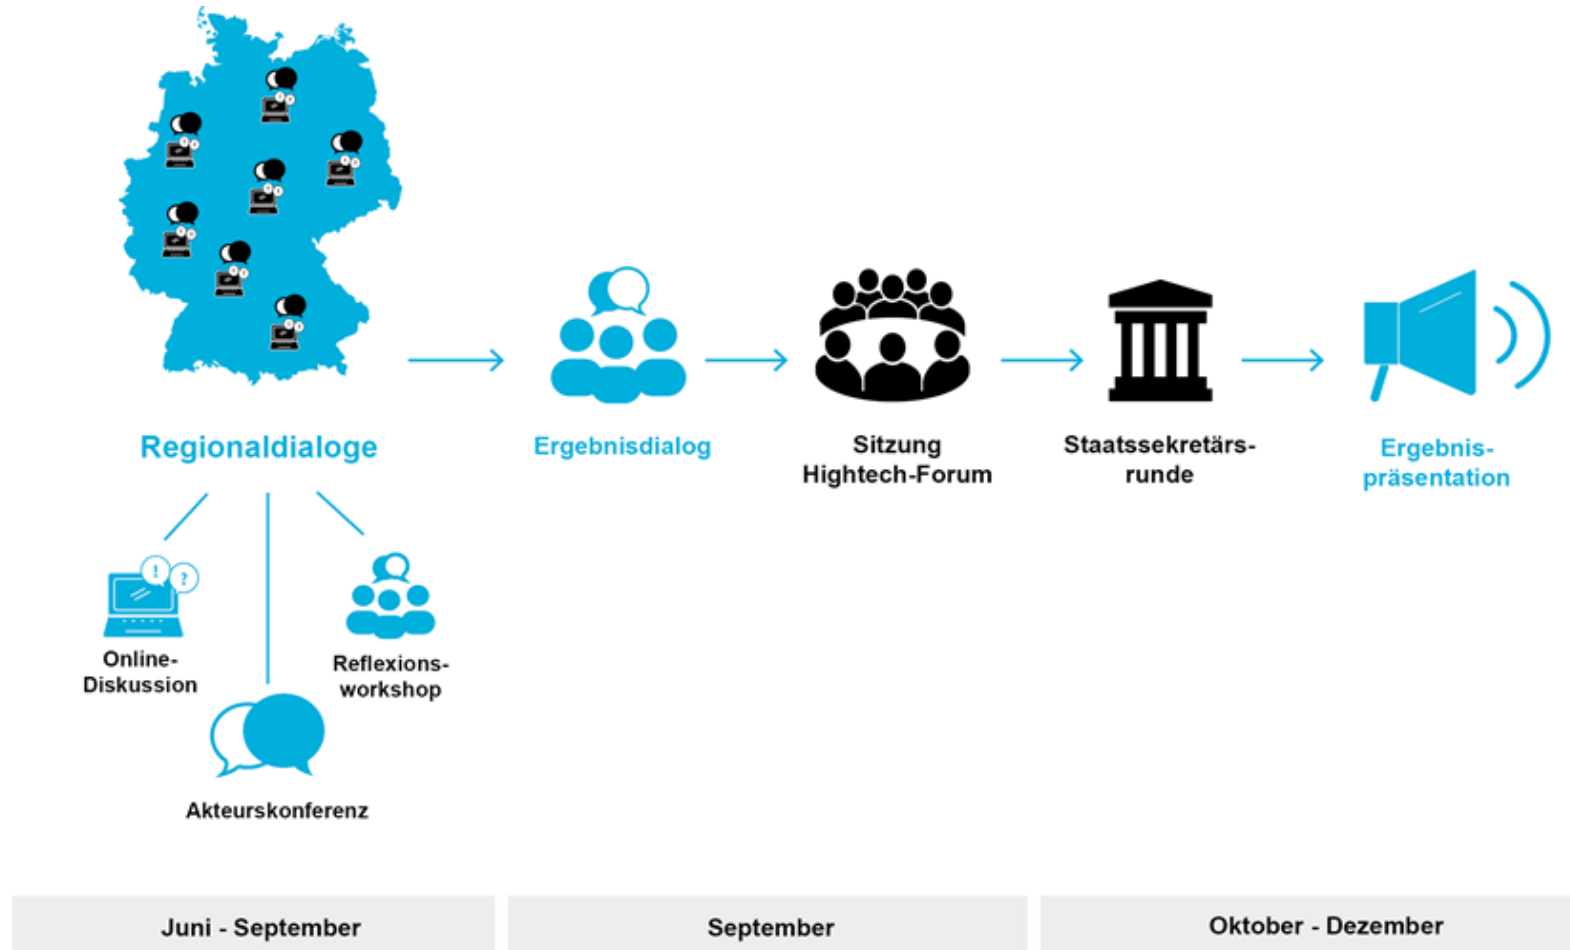 Regionaldialoge
Ergebnisdialog
Sitzung
Hightech-Forum
Staatssekretärs-
runde
Ergebnis-
präsentation
! ?
Online-
Diskussion
Reflexions-
workshop
Akteurskonferenz
Juni - September
September
Oktober - Dezember